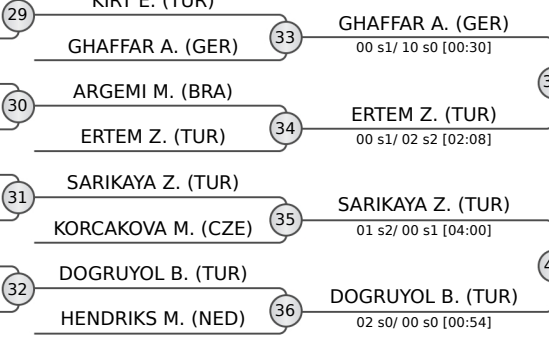 29
GHAFFAR A. (GER)
33
GHAFFAR A. (GER)
00 s1/ 10 s0 [00:30]
30
ARGEMI M. (BRA)
ERTEM Z. (TUR)
34
ERTEM Z. (TUR)
00 s1/ 02 s2 [02:08]
31
SARIKAYA Z. (TUR)
KORCAKOVA M. (CZE)
35
SARIKAYA Z. (TUR)
01 s2/ 00 s1 [04:00]
32
DOGRUYOL B. (TUR)
HENDRIKS M. (NED)
36
DOGRUYOL B. (TUR)
02 s0/ 00 s0 [00:54]